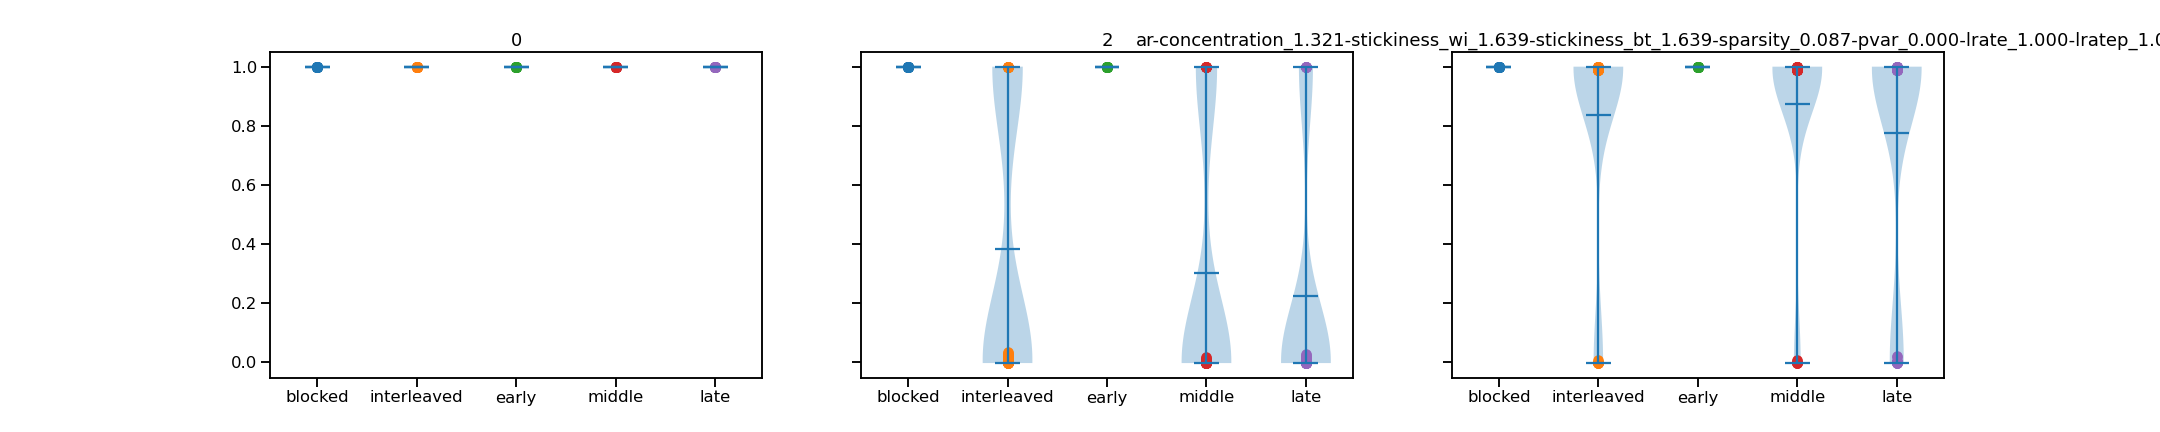 0
2 ar-concentration_1.321-stickiness_wi_1.639-stickiness_bt_1.639-sparsity_0.087-pvar_0.000-lrate_1.000-lratep_1.0
1.0
0.8
0.6
0.4
0.2
0.0
blocked interleaved early middle late
blocked interleaved early middle late
blocked interleaved early middle late